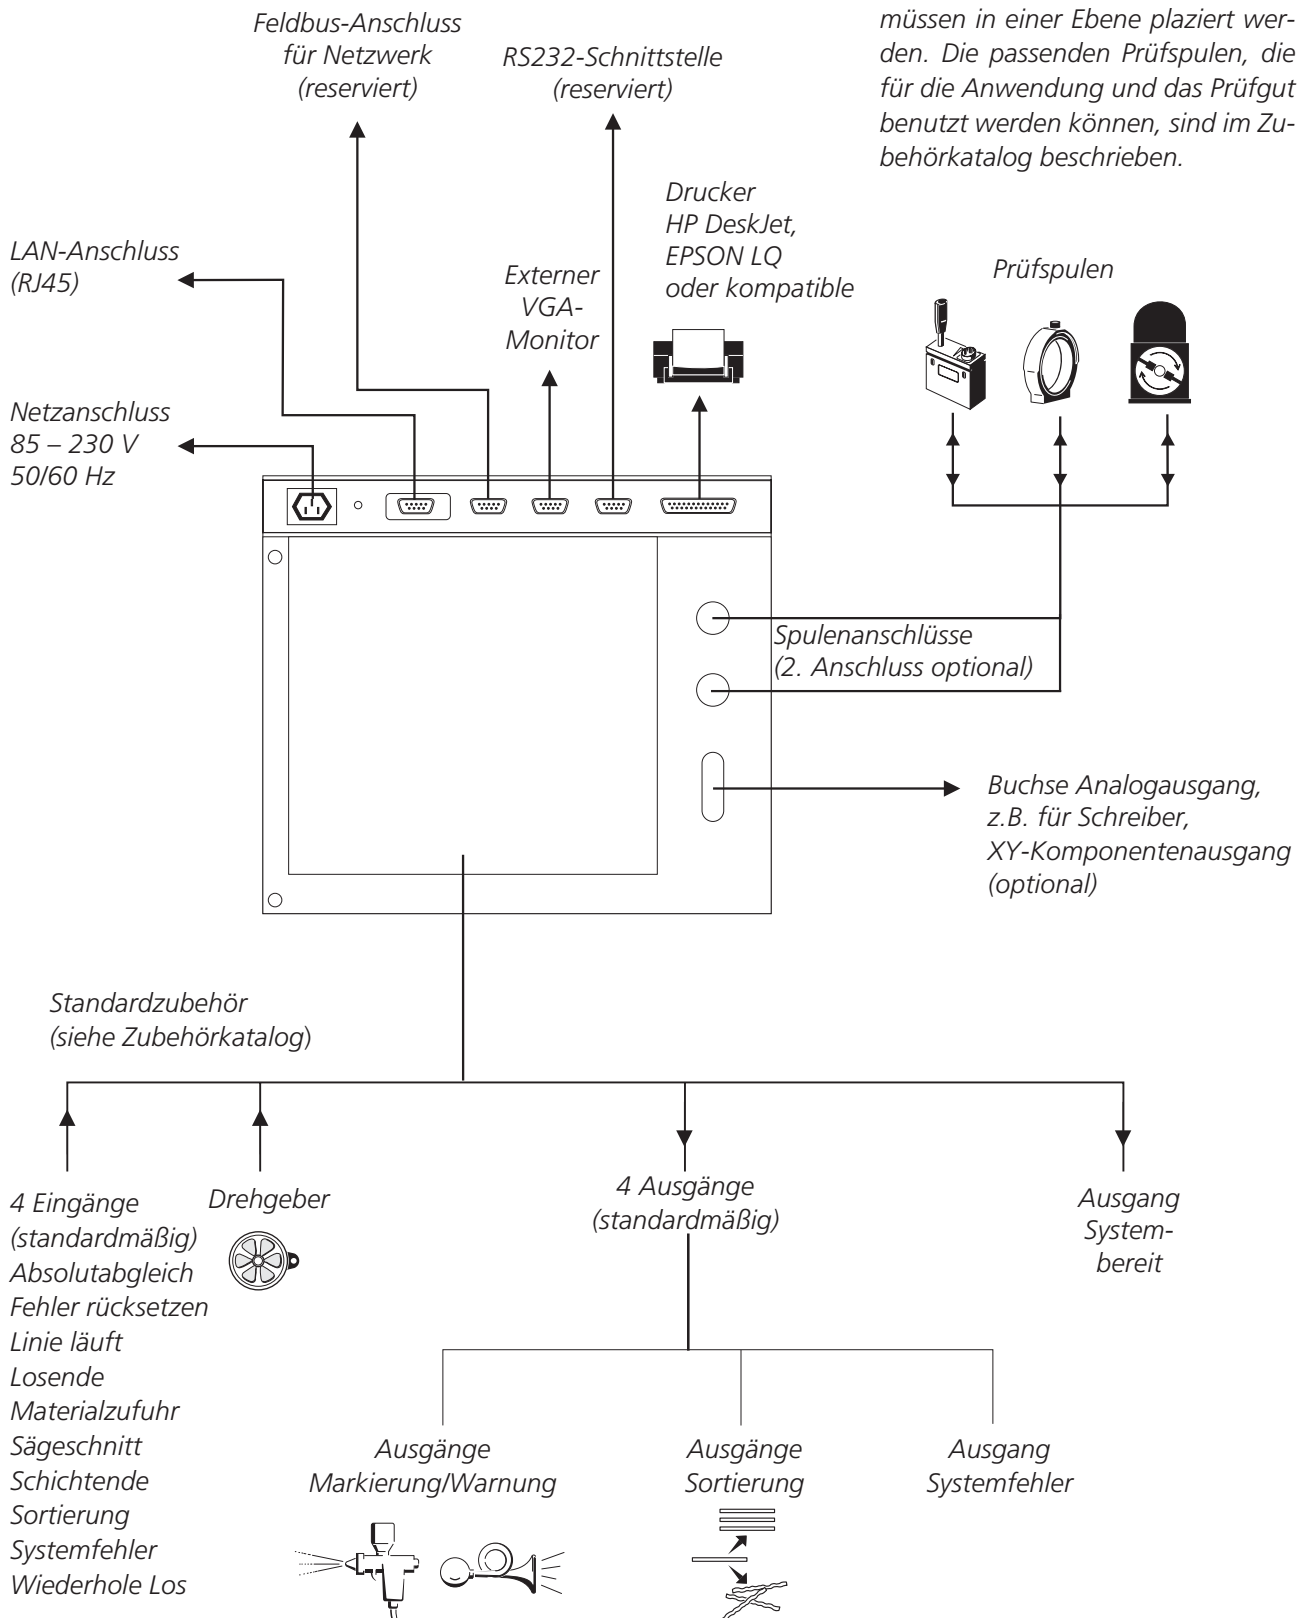 müssen in einer Ebene plaziert wer-
den. Die passenden Prüfspulen, die
für die Anwendung und das Prüfgut
benutzt werden können, sind im Zu-
behörkatalog beschrieben.
Feldbus-Anschluss
für Netzwerk
(reserviert)
RS232-Schnittstelle
(reserviert)
Drucker
HP DeskJet,
EPSON LQ
oder kompatible
LAN-Anschluss
(RJ45)
Externer
VGA-
Monitor
Prüfspulen
Netzanschluss
85 – 230 V
50/60 Hz
Spulenanschlüsse
(2. Anschluss optional)
Buchse Analogausgang,
z.B. für Schreiber,
XY-Komponentenausgang
(optional)
Standardzubehör
(siehe Zubehörkatalog)
4 Eingänge
(standardmäßig)
Absolutabgleich
Fehler rücksetzen
Linie läuft
Losende
Materialzufuhr
Sägeschnitt
Schichtende
Sortierung
Systemfehler
Wiederhole Los
Drehgeber
4 Ausgänge
(standardmäßig)
Ausgang
System-
bereit
Ausgänge
Markierung/Warnung
Ausgänge
Sortierung
Ausgang
Systemfehler